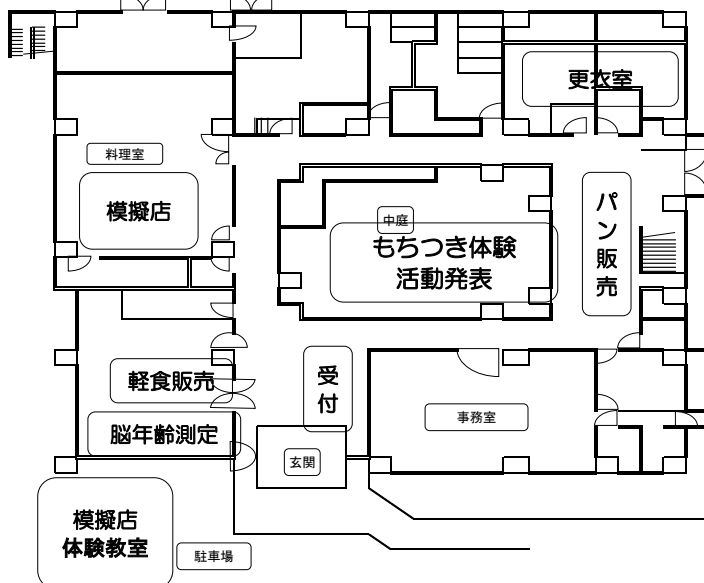 更衣室
料理室
模擬店
中庭
もちつき体験
活動発表
パン販売
軽食販売
受付
脳年齢測定
事務室
玄関
模擬店
体験教室
駐車場